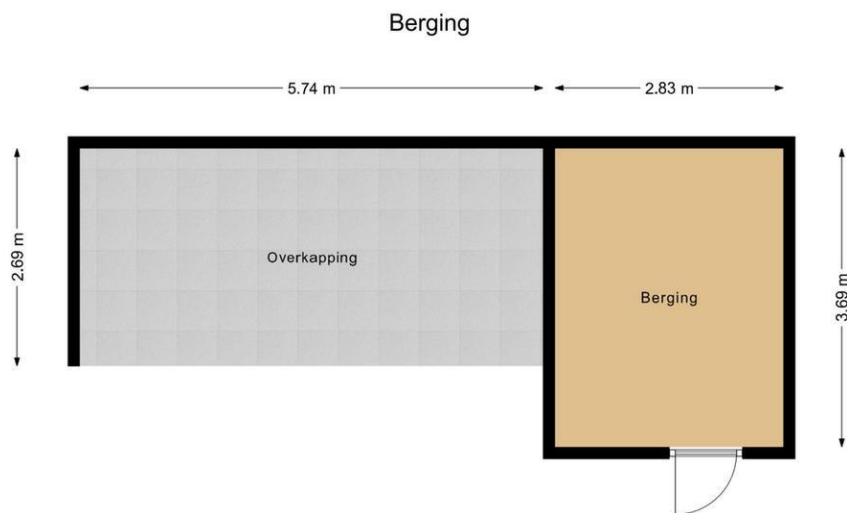 Berging
5.74 m
2.83 m
2.69 m
Overkapping
Berging
3.69 m